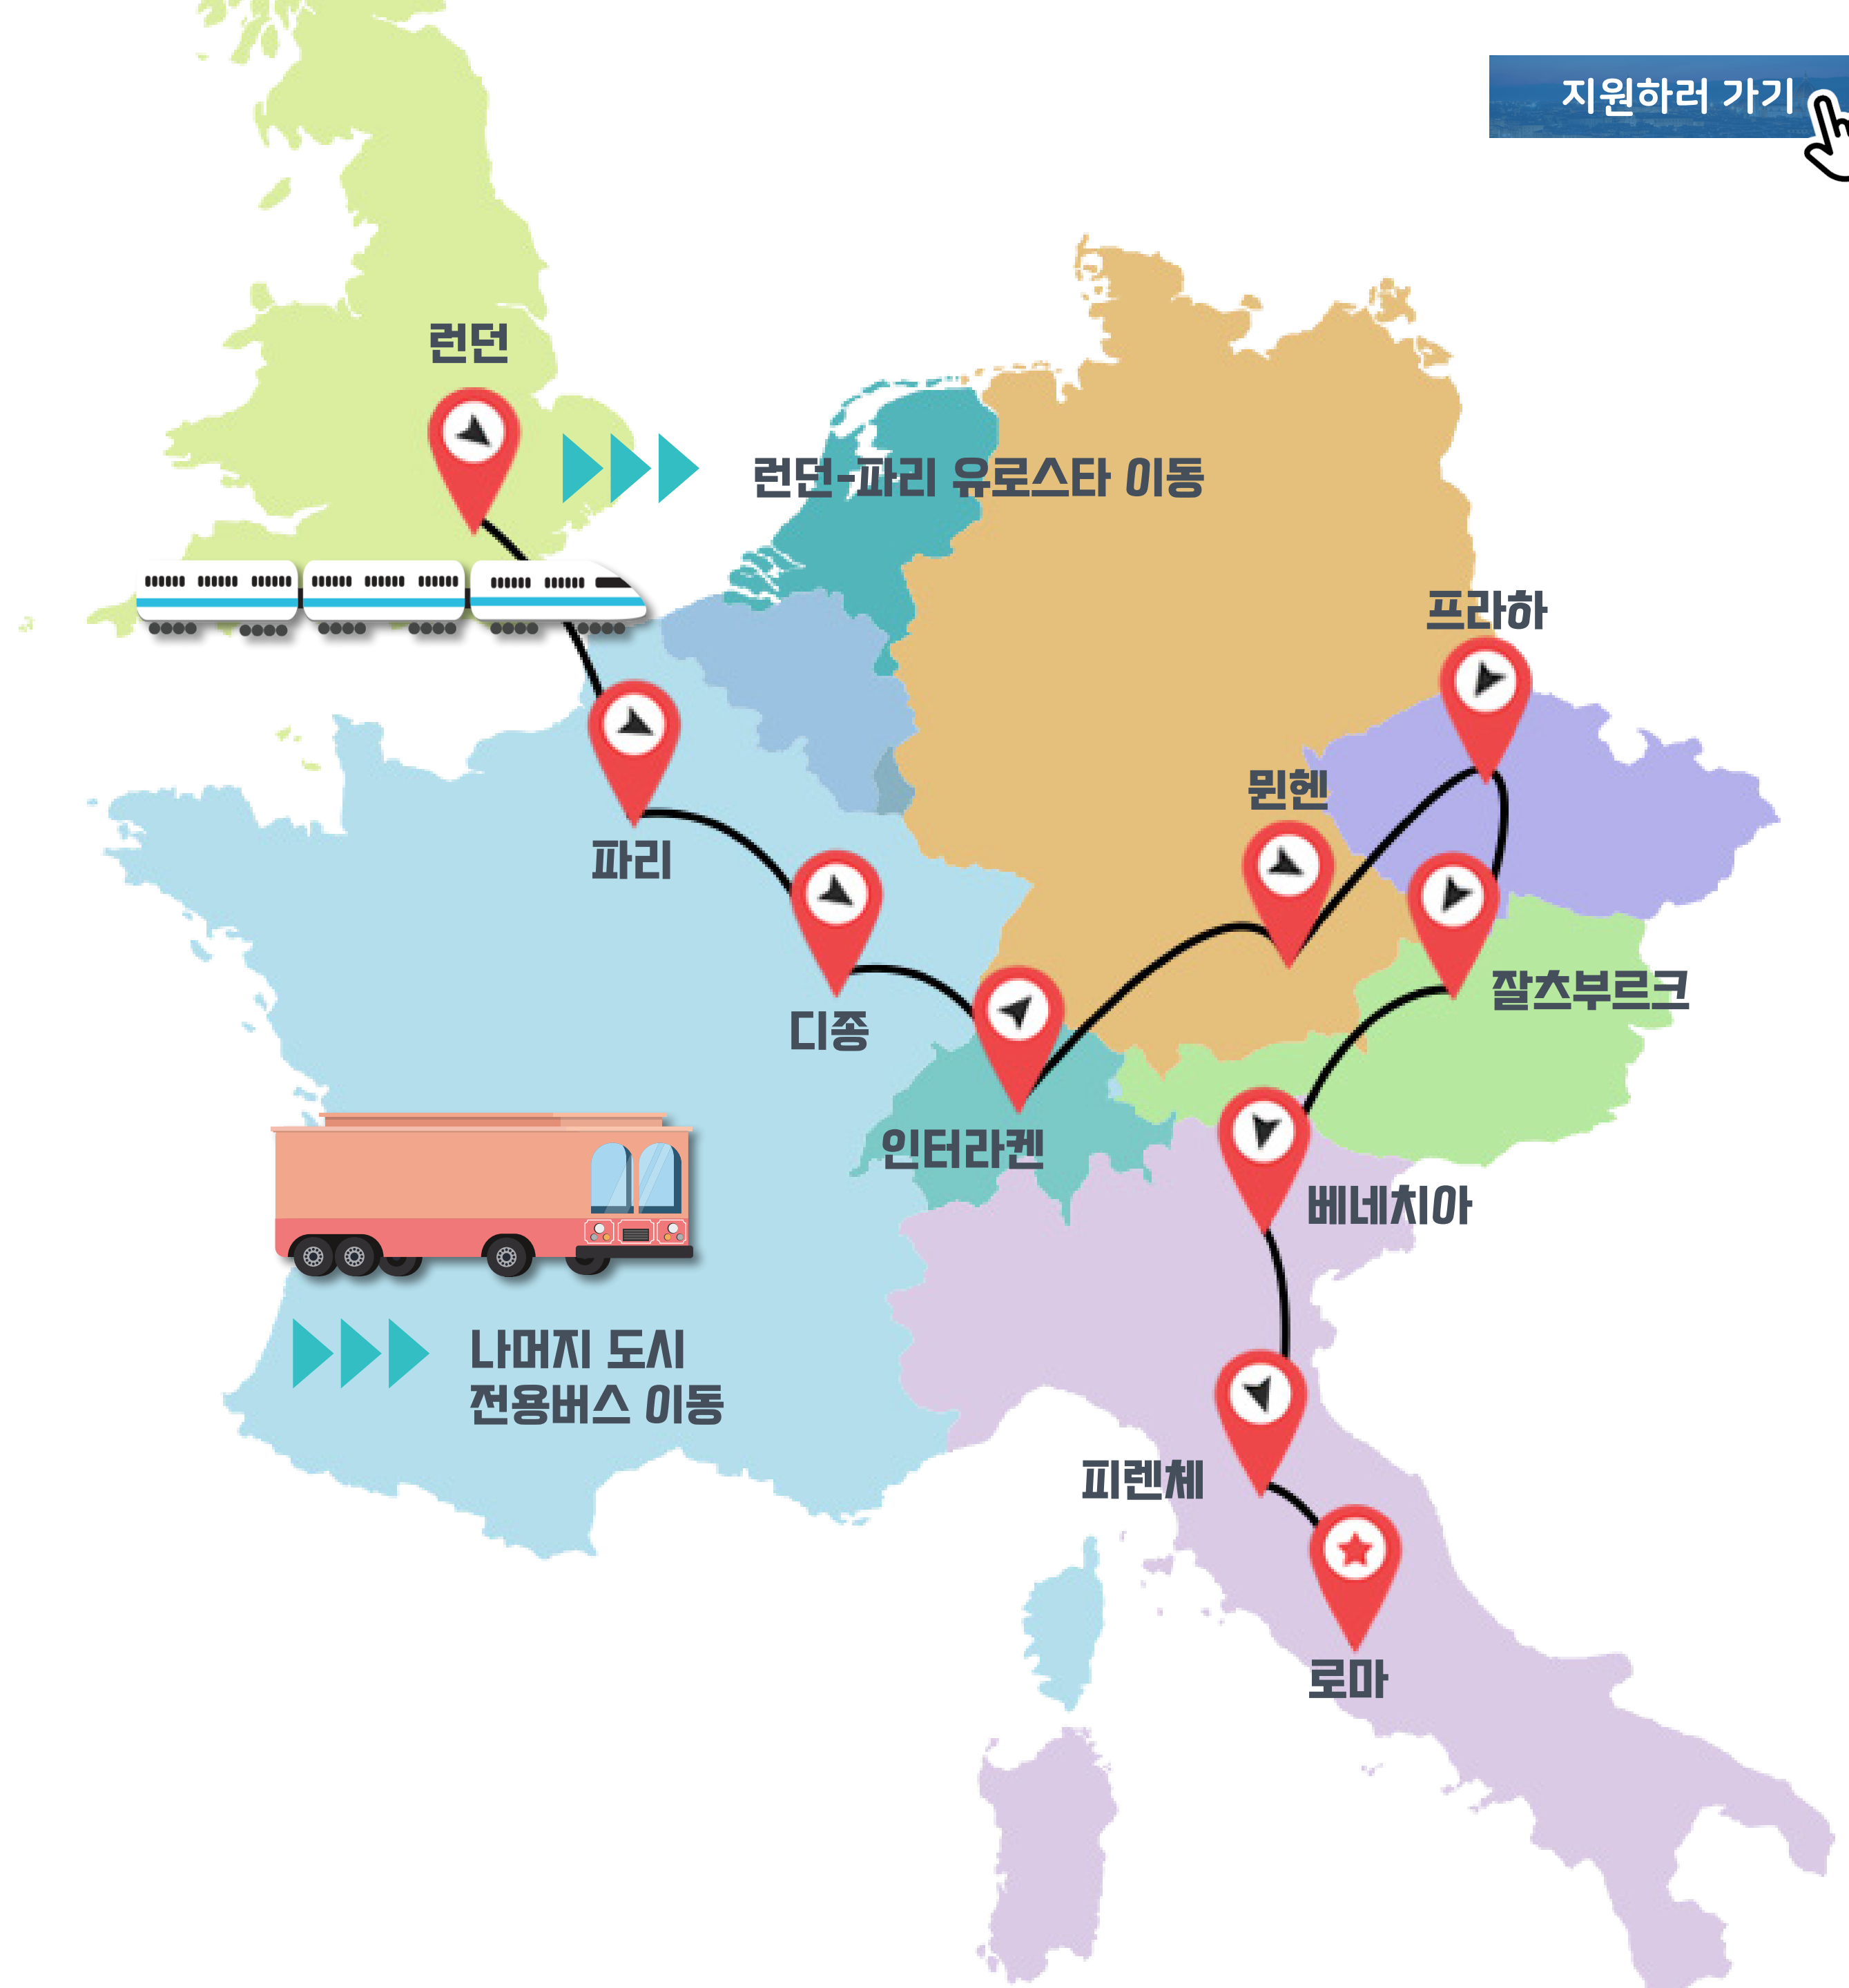 지원하러 가기
런던
런던-파리 유로스타 이동
프라하
뮌헨
파리
잘츠부르크
디종
인터라켄
베네치아
나머지 도시
전용버스 이동
피렌체
로마